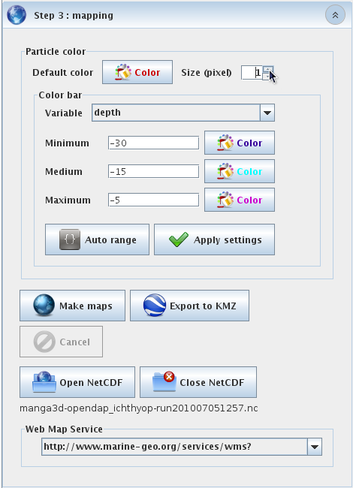 Step 3 : mapping
Particle color
Default color Color Size (pixel) 1
Color bar
Variable depth
Minimum -30 Color
Medium -15 Color
Maximum -5 Color
Auto range Apply settings
Make maps Export to KMZ
Cancel
Open NetCDF Close NetCDF
manga3d-opendap_ichthyop-run201007051257.nc
Web Map Service
http://www.marine-geo.org/services/wms?